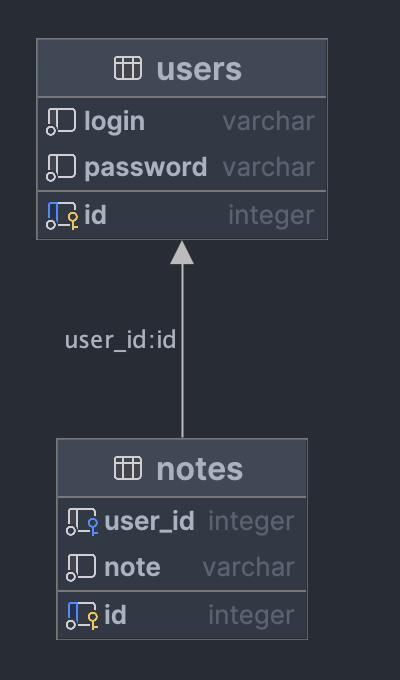 users
login varchar
password varchar
id integer
user_id:id
notes
user_id integer
note varchar
id integer